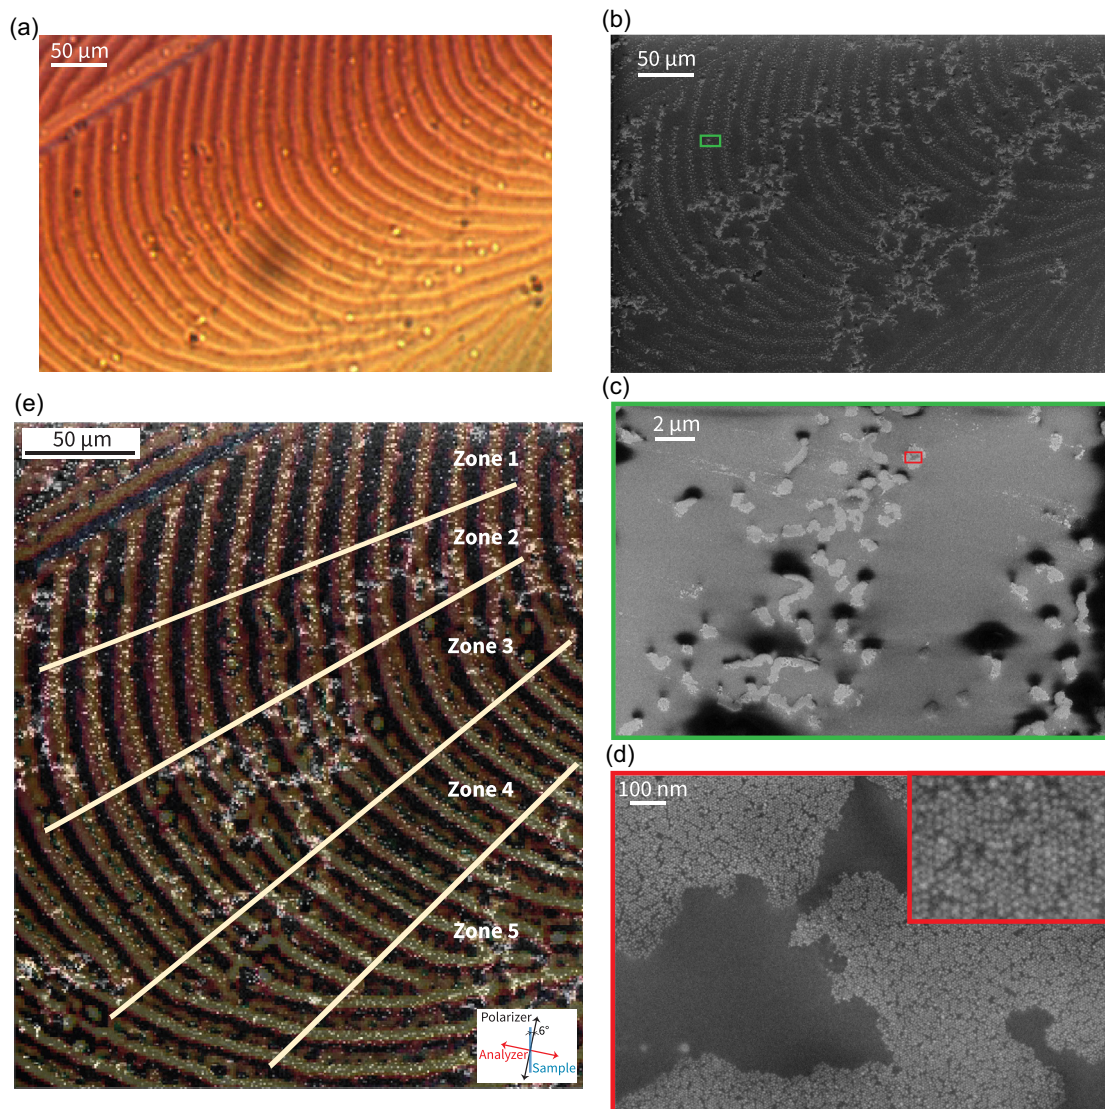 (a)
50 µm
(b)
50 µm
(c)
2 µm
(d)
100 nm
(e)
50 µm
Zone 1
Zone 2
Zone 3
Zone 4
Zone 5
Polarizer
6°
Analyzer
Sample